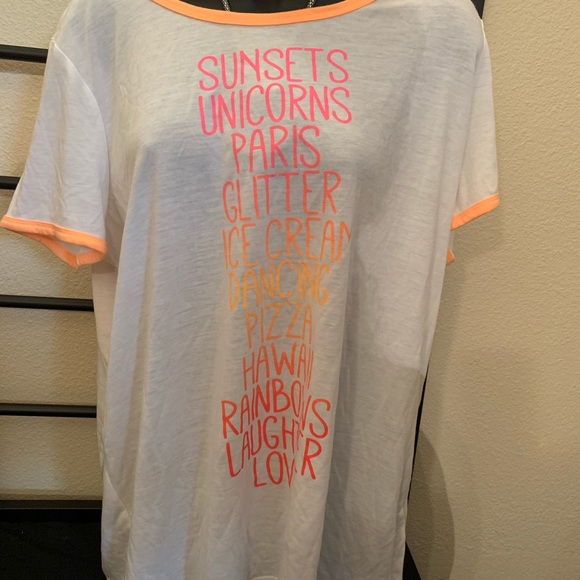 SUNSETS
UNICORNS
PARIS
GLITTER
ICE CREAM
DANCING
PIZZA
HAWAII
RAINBOWS
LAUGHTER
LOVE